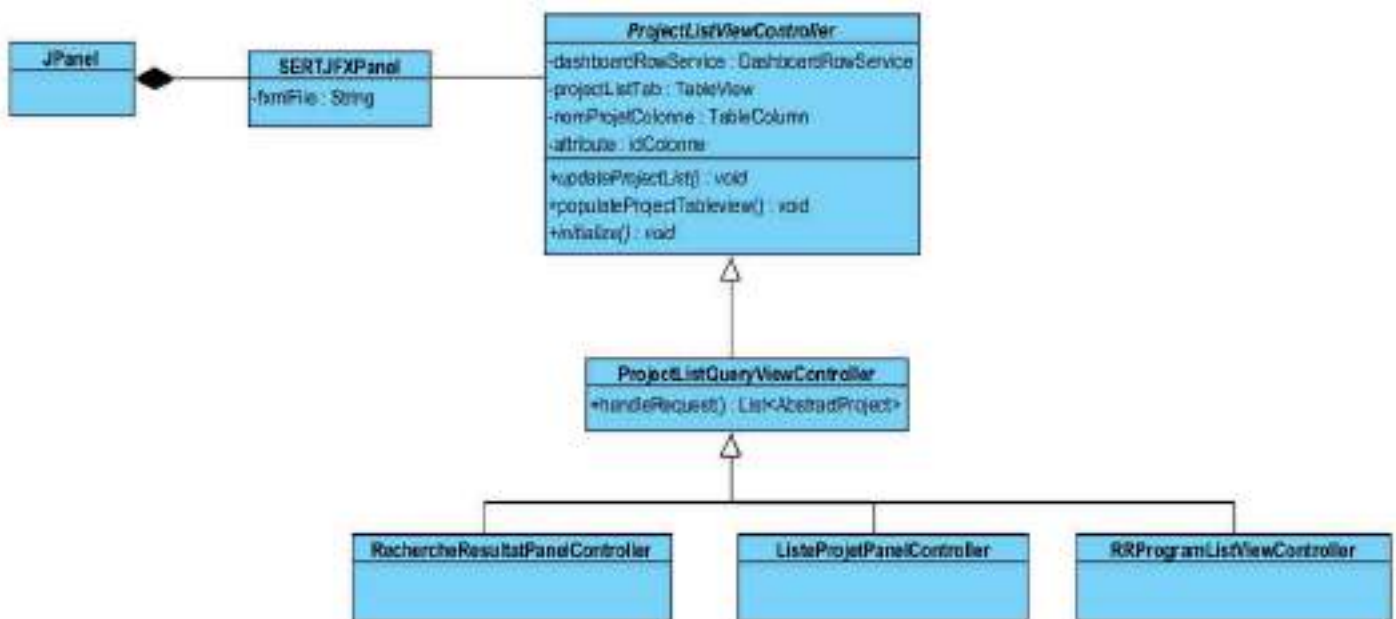 JPanel
SERTJFXPanel
-fxmlFile : String
ProjectListViewController
-dashboardRowService : DashboardRowService
-projectListTab : TableView
-nomProjetColonne : TableColumn
-attribute : idColonne
+updateProjectList() : void
+populateProjectTableview() : void
+initialize() : void
ProjectListQueryViewController
+handleRequest() : List<AbstractProject>
RechercheResultatPanelController
ListeProjetPanelController
RRProgramListViewController